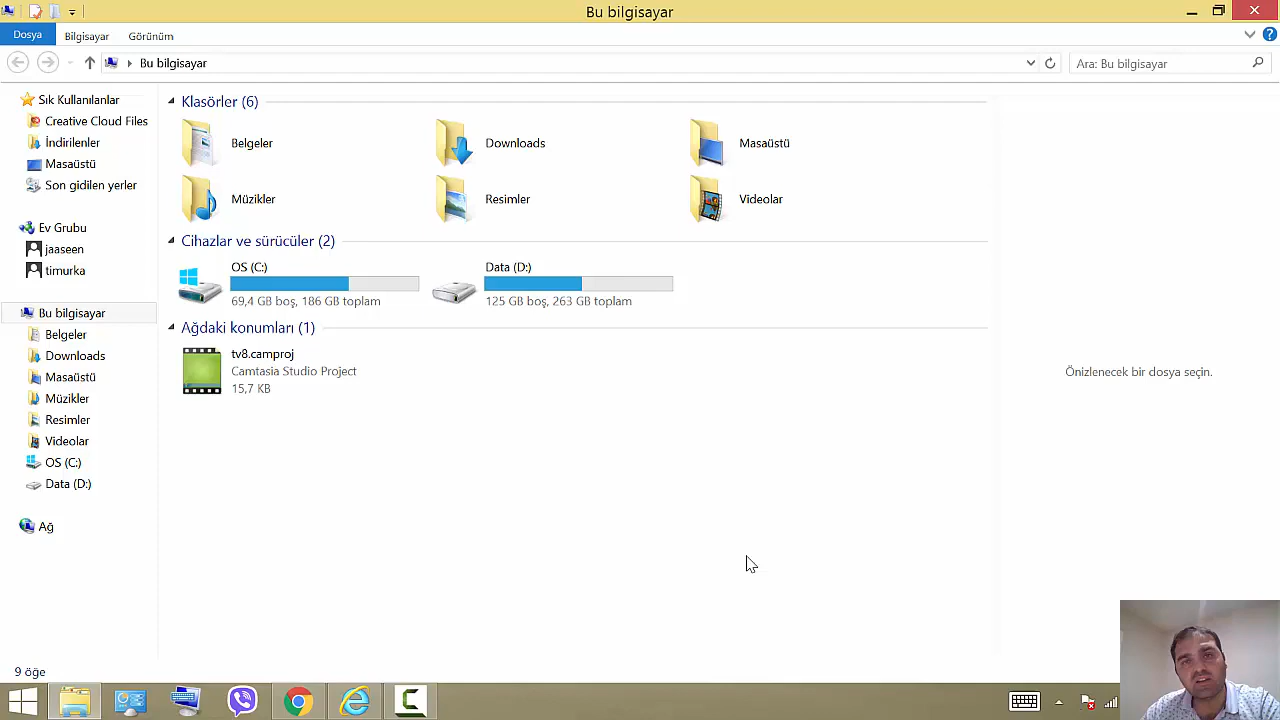 Bu bilgisayar
Dosya
Bilgisayar
Görünüm
Bu bilgisayar
Ara: Bu bilgisayar
Sık Kullanılanlar
Creative Cloud Files
İndirilenler
Masaüstü
Son gidilen yerler
Ev Grubu
jaaseen
timurka
Bu bilgisayar
Belgeler
Downloads
Masaüstü
Müzikler
Resimler
Videolar
OS (C:)
Data (D:)
Ağ
Klasörler (6)
Belgeler
Downloads
Masaüstü
Müzikler
Resimler
Videolar
Cihazlar ve sürücüler (2)
OS (C:)
69,4 GB boş, 186 GB toplam
Data (D:)
125 GB boş, 263 GB toplam
Ağdaki konumları (1)
tv8.camproj
Camtasia Studio Project
15,7 KB
Önizlenecek bir dosya seçin.
9 öğe